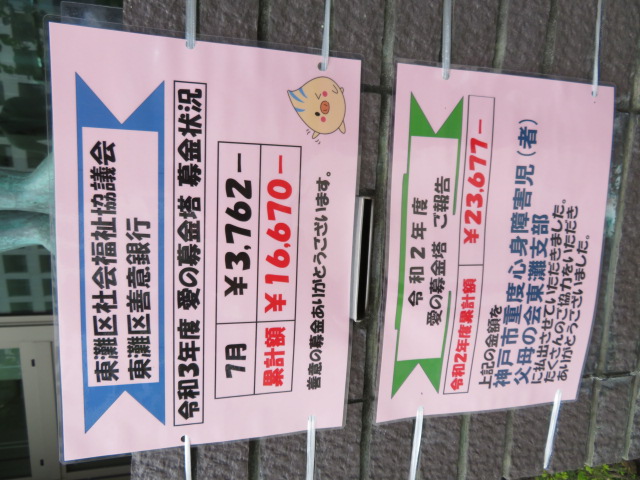 東灘区社会福祉協議会
東灘区善意銀行
令和3年度 愛の募金塔 募金状況
7月 ¥3,762−
累計額 ¥16,670−
善意の募金ありがとうございます。
令和2年度
愛の募金塔 ご報告
令和2年度累計額 ¥23,677−
上記の金額を
神戸市重度心身障害児(者)
父母の会東灘支部
に払出させていただきました。
たくさんのご協力をいただき
ありがとうございました。